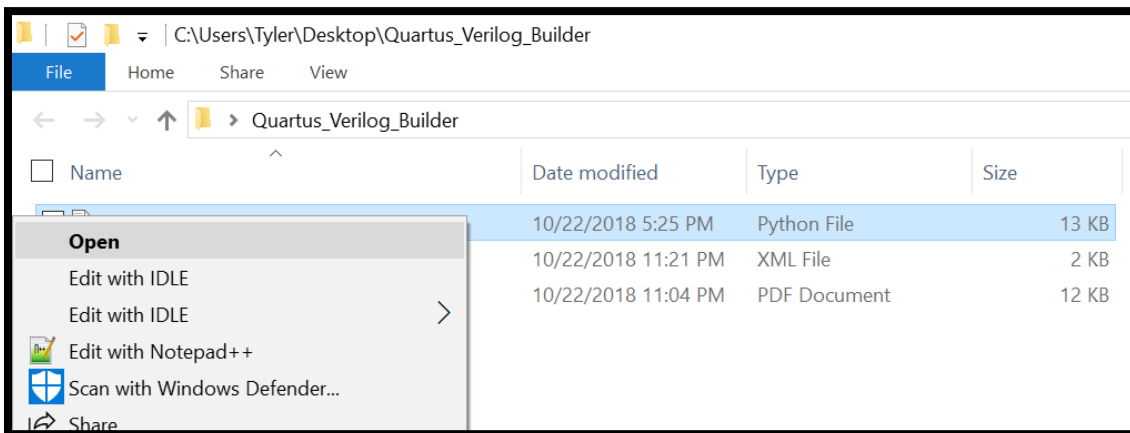 C:\Users\Tyler\Desktop\Quartus_Verilog_Builder
File Home Share View
Quartus_Verilog_Builder
Name Date modified Type Size
10/22/2018 5:25 PM Python File 13 KB
Open
10/22/2018 11:21 PM XML File 2 KB
Edit with IDLE
10/22/2018 11:04 PM PDF Document 12 KB
Edit with IDLE
Edit with Notepad++
Scan with Windows Defender...
Share